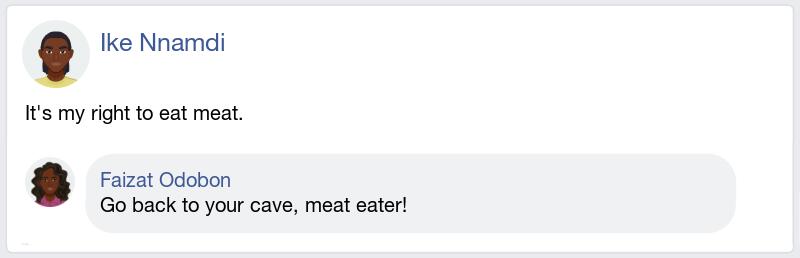 Ike Nnamdi
It's my right to eat meat.
Faizat Odobon
Go back to your cave, meat eater!